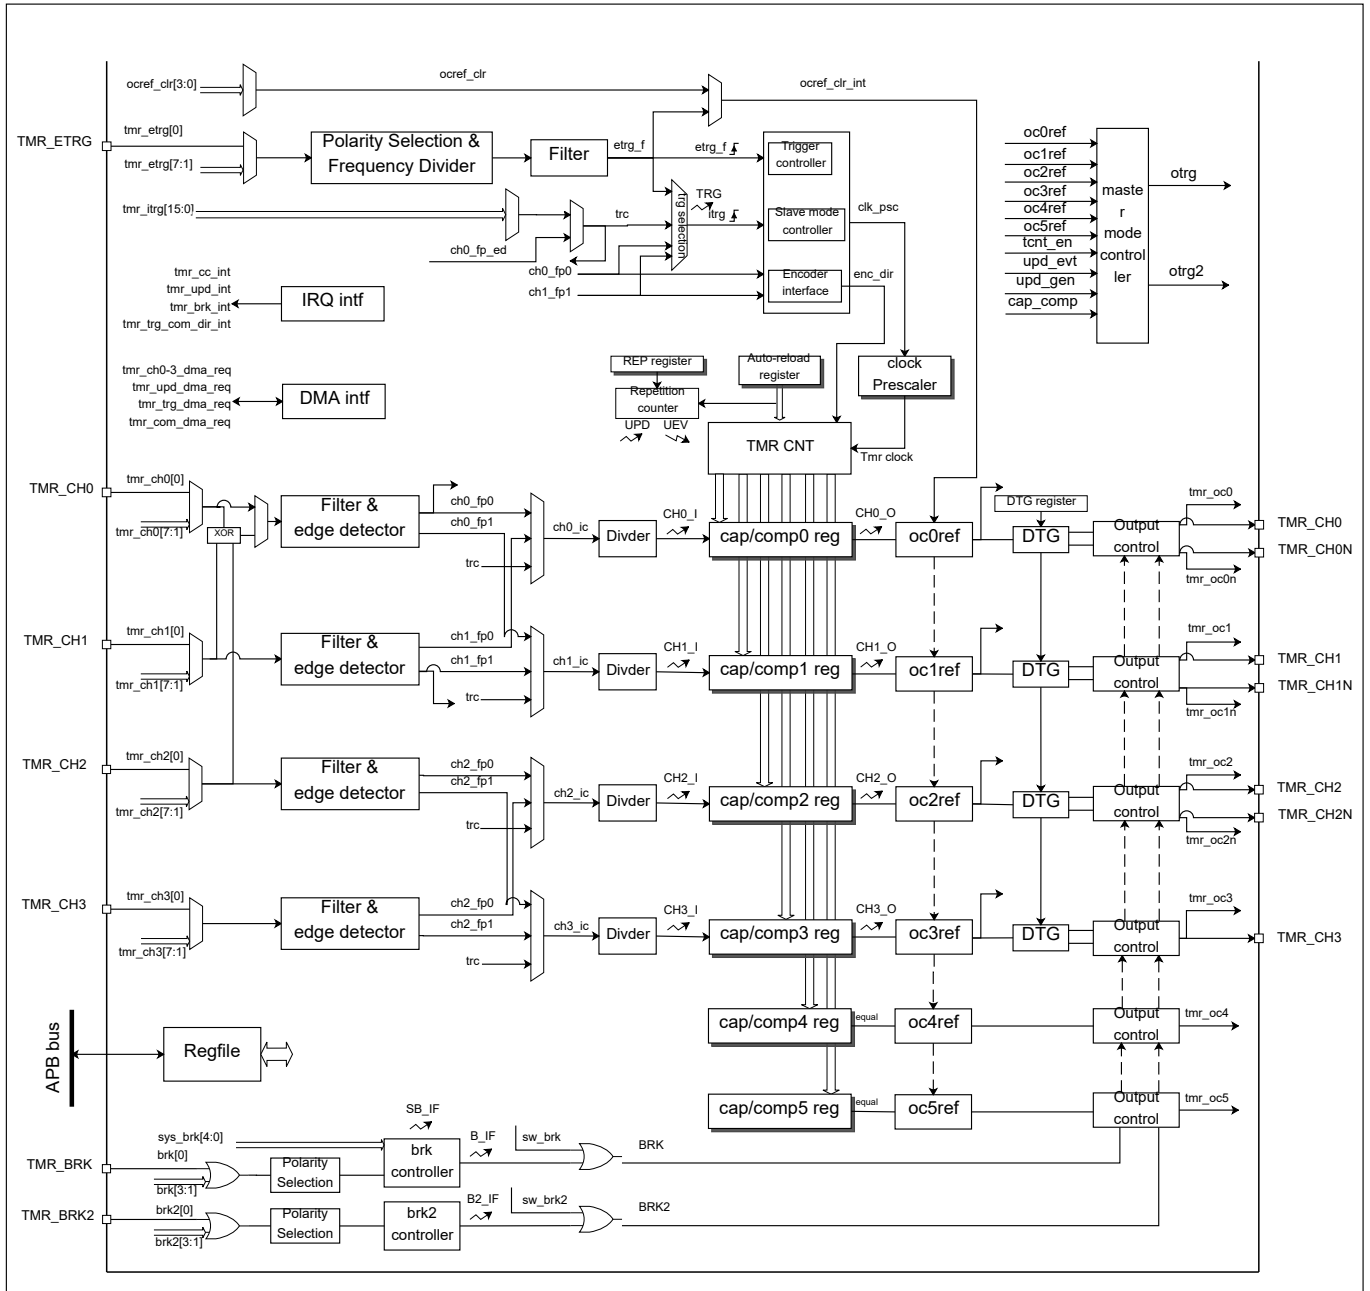 ocref_clr[3:0]
ocref_clr
ocref_clr_int
TMR_ETRG
tmr_etrg[0]
tmr_etrg[7:1]
Polarity Selection &
Frequency Divider
Filter
etrg_f
etrg_f
Trigger
controller
tmr_itrg[15:0]
ch0_fp_ed
trc
trg selection
TRG
itrg
Slave mode
controller
clk_psc
ch0_fp0
ch1_fp1
Encoder
interface
enc_dir
oc0ref
oc1ref
oc2ref
oc3ref
oc4ref
oc5ref
tcnt_en
upd_evt
upd_gen
cap_comp
maste
r
mode
control
ler
otrg
otrg2
tmr_cc_int
tmr_upd_int
tmr_brk_int
tmr_trg_com_dir_int
IRQ intf
tmr_ch0-3_dma_req
tmr_upd_dma_req
tmr_trg_dma_req
tmr_com_dma_req
DMA intf
REP register
Repetition
counter
UPD
UEV
Auto-reload
register
clock
Prescaler
TMR CNT
Tmr clock
TMR_CH0
tmr_ch0[0]
tmr_ch0[7:1]
XOR
Filter &
edge detector
ch0_fp0
ch0_fp1
trc
ch0_ic
Divder
CH0_I
cap/comp0 reg
CH0_O
oc0ref
DTG register
DTG
Output
control
tmr_oc0
tmr_oc0n
TMR_CH0
TMR_CH0N
TMR_CH1
tmr_ch1[0]
tmr_ch1[7:1]
Filter &
edge detector
ch1_fp0
ch1_fp1
trc
ch1_ic
Divder
CH1_I
cap/comp1 reg
CH1_O
oc1ref
DTG
Output
control
tmr_oc1
tmr_oc1n
TMR_CH1
TMR_CH1N
TMR_CH2
tmr_ch2[0]
tmr_ch2[7:1]
Filter &
edge detector
ch2_fp0
ch2_fp1
trc
ch2_ic
Divder
CH2_I
cap/comp2 reg
CH2_O
oc2ref
DTG
Output
control
tmr_oc2
tmr_oc2n
TMR_CH2
TMR_CH2N
TMR_CH3
tmr_ch3[0]
tmr_ch3[7:1]
Filter &
edge detector
ch2_fp0
ch2_fp1
trc
ch3_ic
Divder
CH3_I
cap/comp3 reg
CH3_O
oc3ref
DTG
Output
control
tmr_oc3
TMR_CH3
APB bus
Regfile
cap/comp4 reg
equal
oc4ref
Output
control
tmr_oc4
cap/comp5 reg
equal
oc5ref
Output
control
tmr_oc5
TMR_BRK
sys_brk[4:0]
brk[0]
brk[3:1]
Polarity
Selection
SB_IF
brk
controller
B_IF
sw_brk
BRK
TMR_BRK2
brk2[0]
brk2[3:1]
Polarity
Selection
brk2
controller
B2_IF
sw_brk2
BRK2